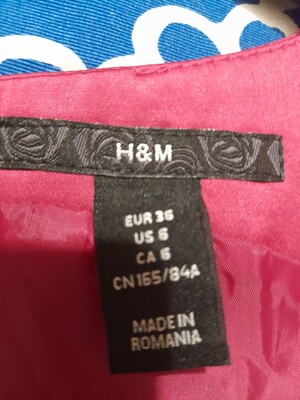 H&M
EUR 36
US 6
CA 6
CN 165/84A
MADE IN
ROMANIA